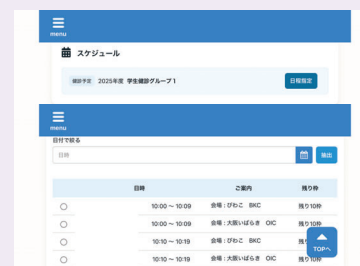 menu
スケジュール
健診予定 2025年度 学生健診グループ1 日程指定
menu
日付で絞る
日時 抽出
日時 ご案内 残り枠
10:00 ～ 10:09 会場：びわこ BKC 残り10枠
10:00 ～ 10:09 会場：大阪いばらき OIC 残り10枠
10:10 ～ 10:19 会場：びわこ BKC 残り
10:10 ～ 10:19 会場：大阪いばらき OIC 残り10枠
TOPへ